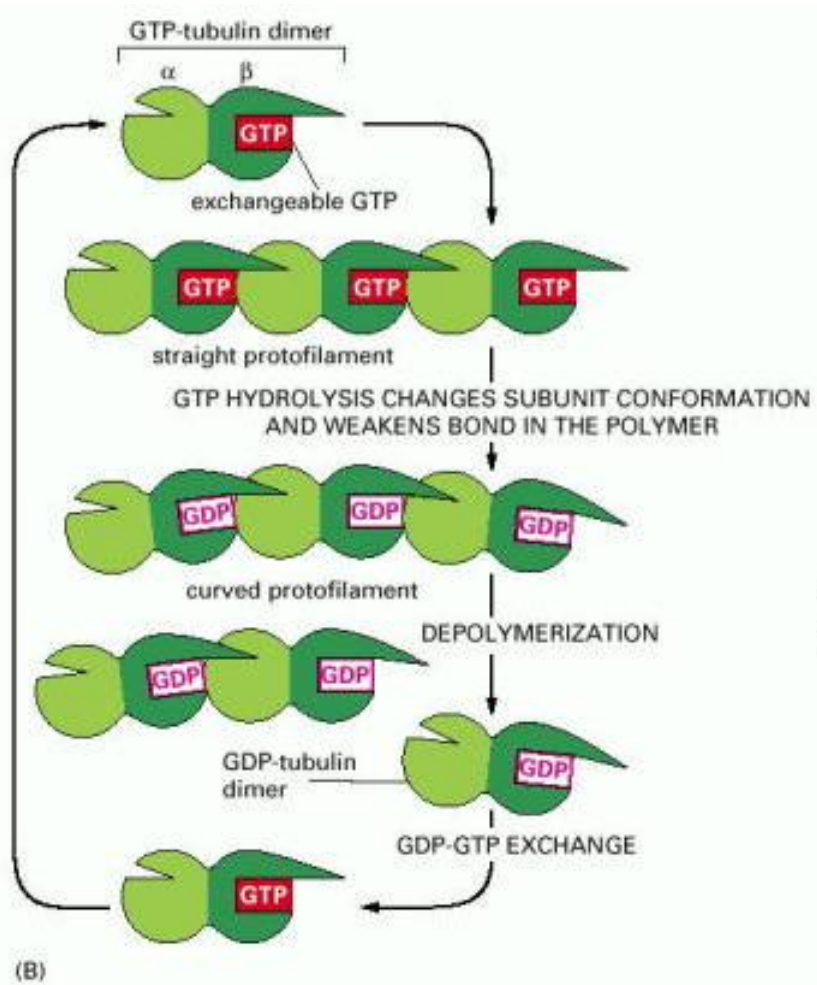 GTP-tubulin dimer
α β
GTP
exchangeable GTP
GTP GTP GTP
straight protofilament
GTP HYDROLYSIS CHANGES SUBUNIT CONFORMATION
AND WEAKENS BOND IN THE POLYMER
GDP GDP GDP
curved protofilament
DEPOLYMERIZATION
GDP GDP
GDP-tubulin
dimer
GDP
GDP-GTP EXCHANGE
GTP
(B)